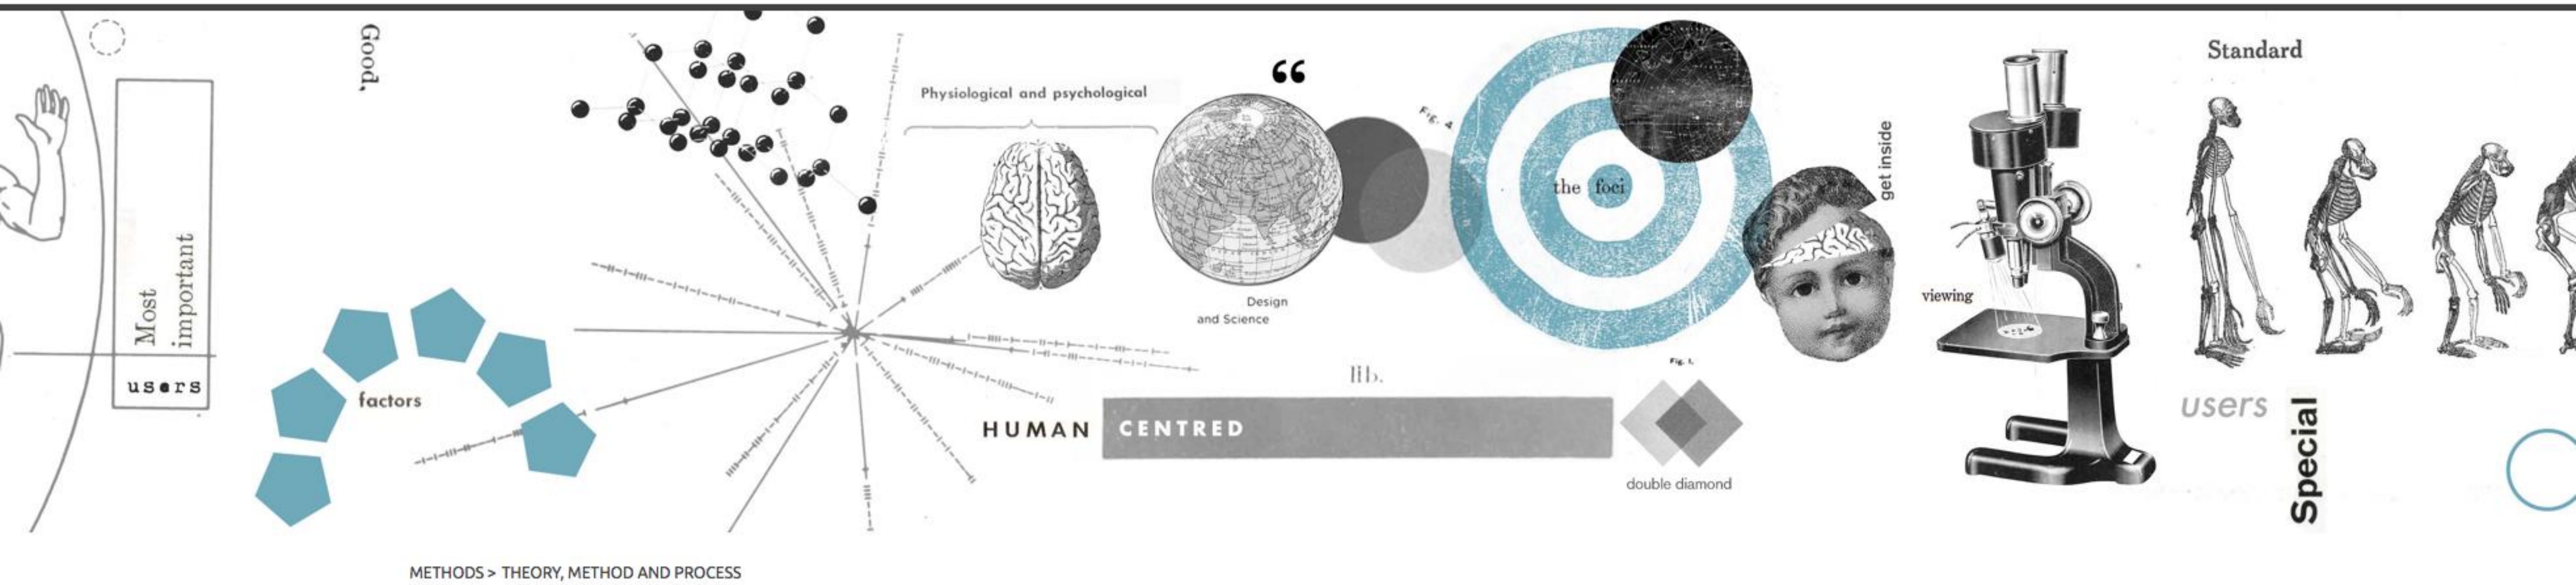 Most
important
users
Good,
factors
Physiological and psychological
“
Design
and Science
Fig. 4.
the foci
get inside
HUMAN CENTRED
Fig. 1.
double diamond
viewing
Standard
users
Special
METHODS > THEORY, METHOD AND PROCESS